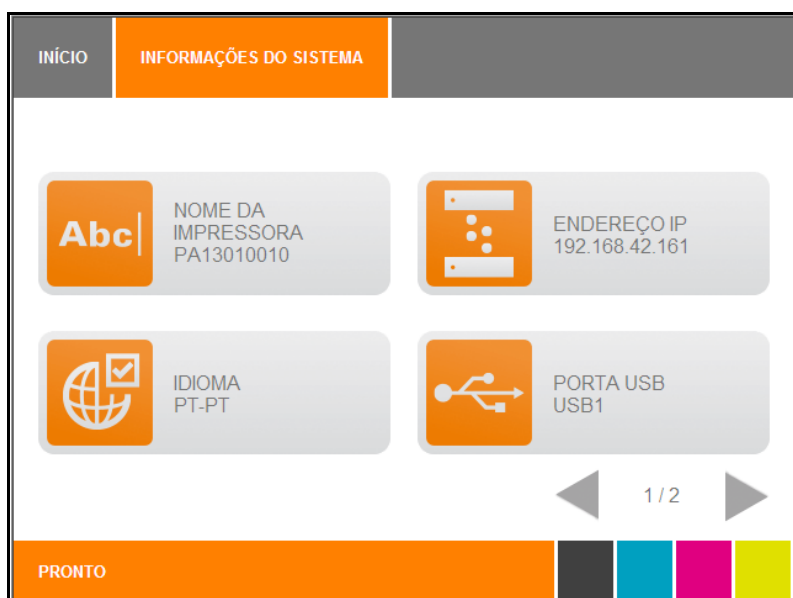 INÍCIO
INFORMAÇÕES DO SISTEMA
Abc
NOME DA
IMPRESSORA
PA13010010
ENDEREÇO IP
192.168.42.161
IDIOMA
PT-PT
PORTA USB
USB1
1 / 2
PRONTO